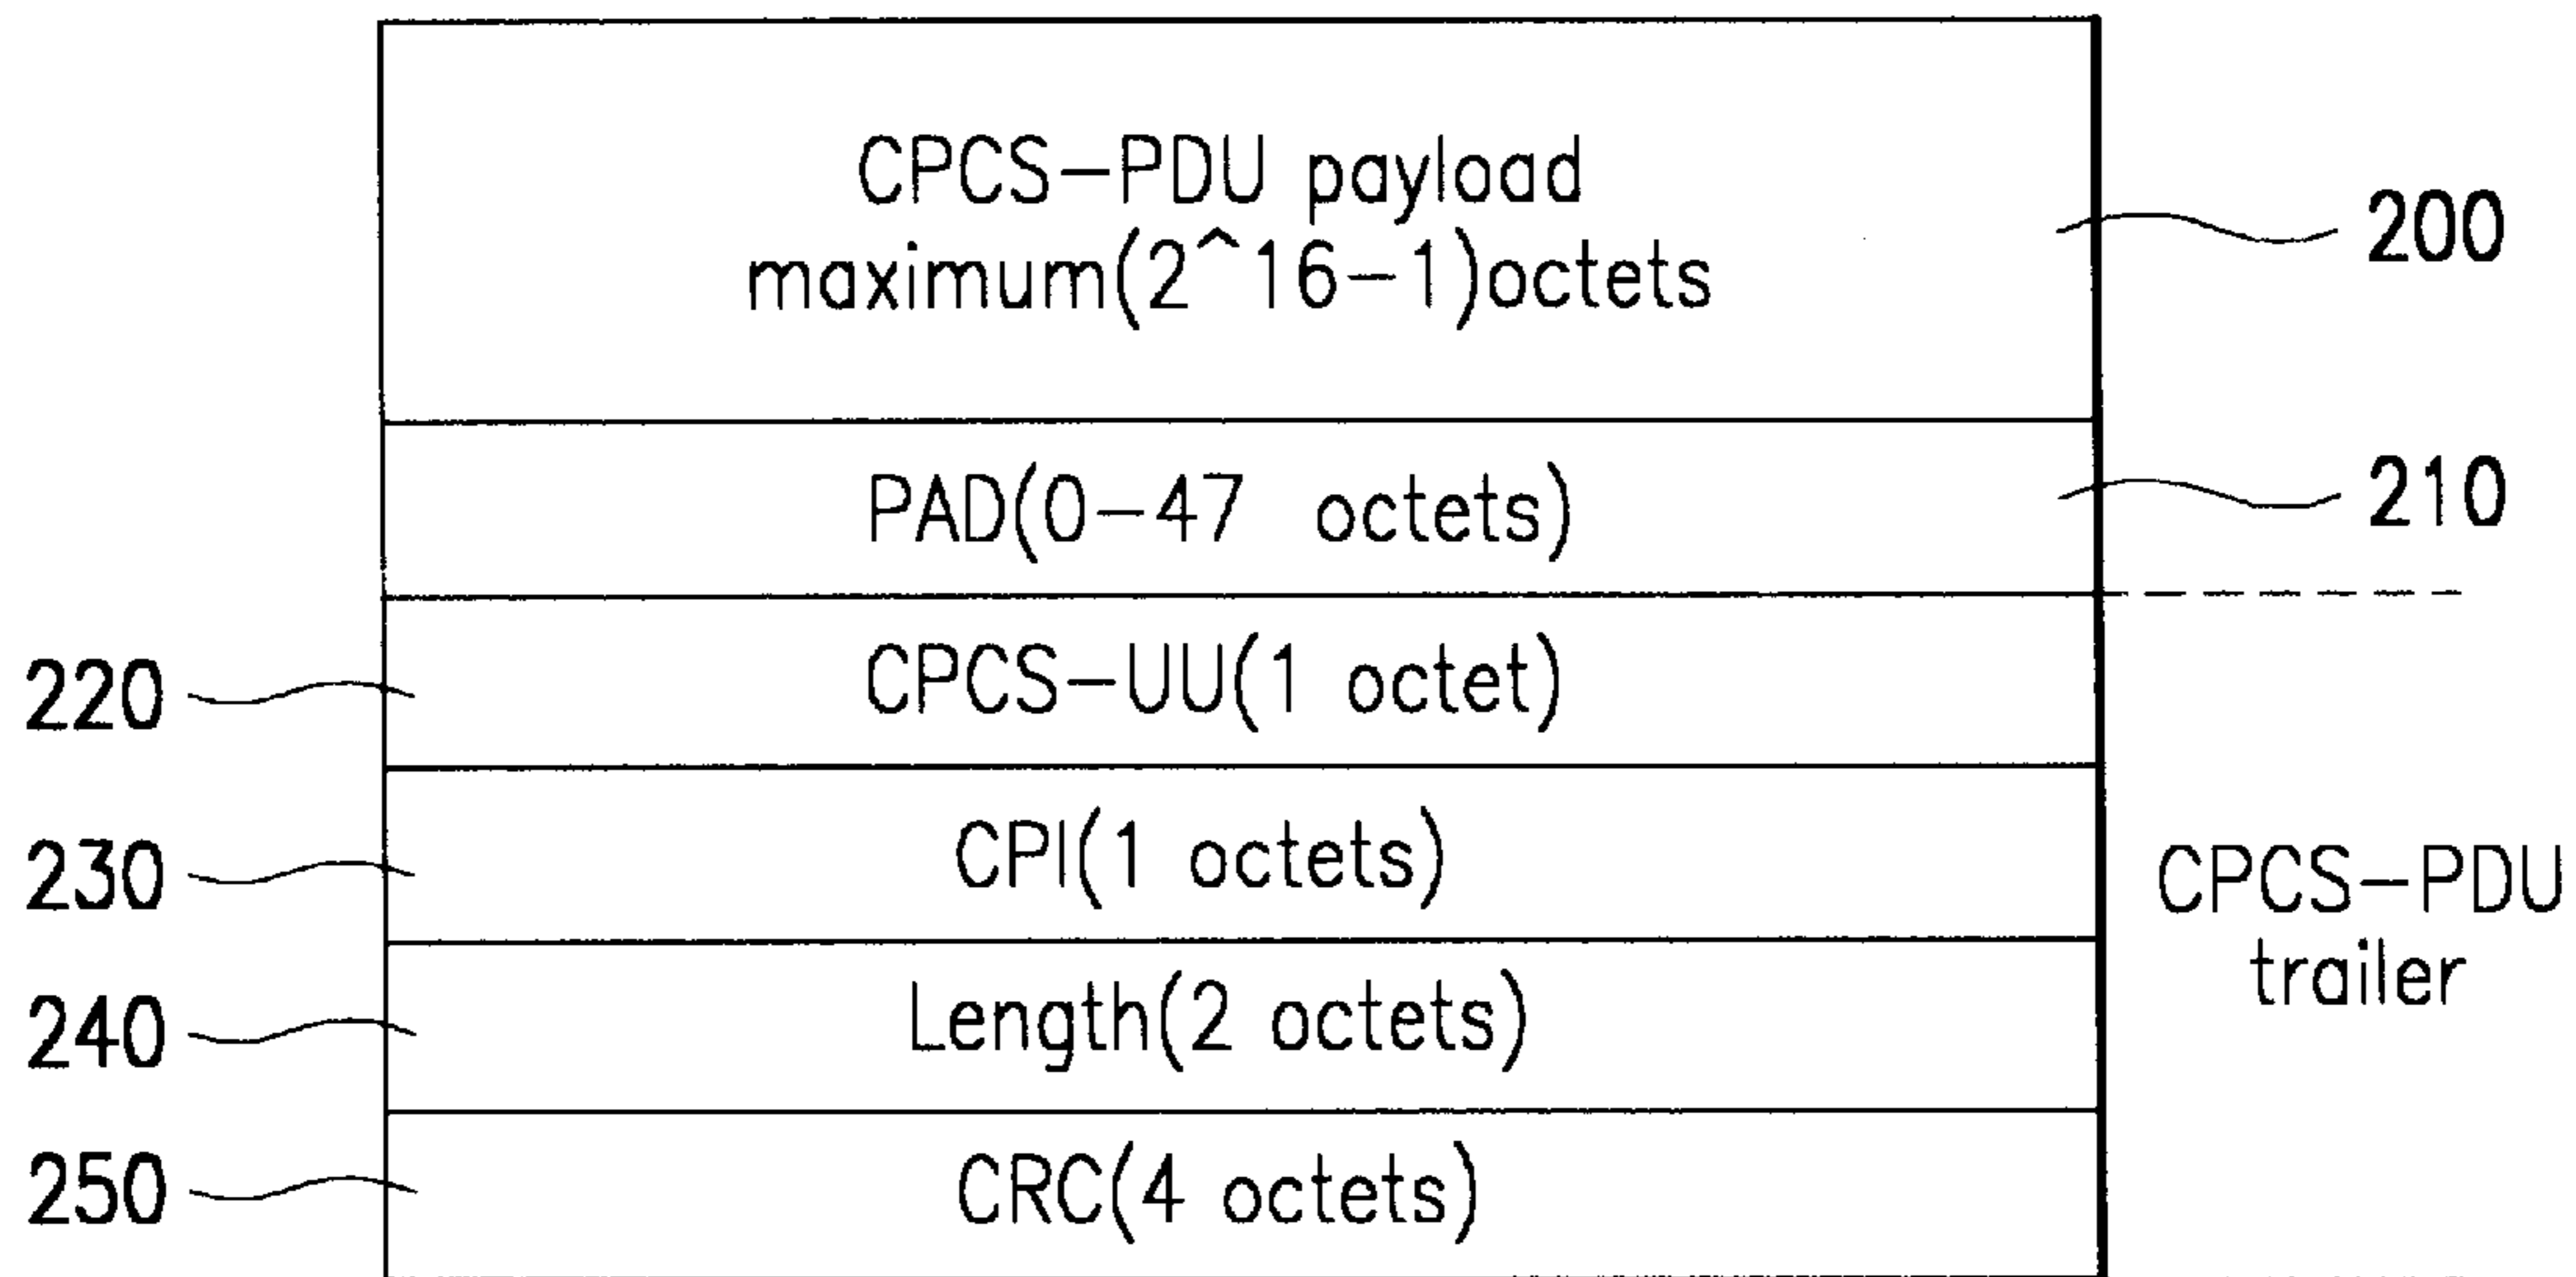 CPCS-PDU payload
maximum(2^16-1)octets
200
PAD(0-47 octets)
210
CPCS-UU(1 octet)
220
CPI(1 octets)
230
CPCS-PDU
trailer
Length(2 octets)
240
CRC(4 octets)
250